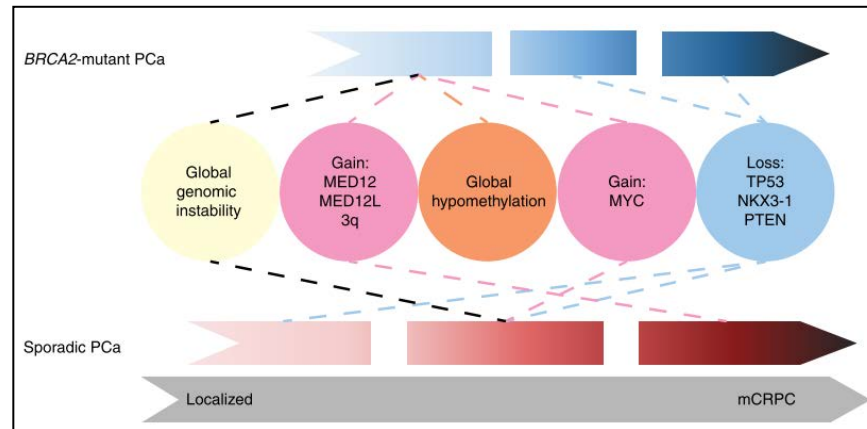 BRCA2-mutant PCa
Global
genomic
instability
Gain:
MED12
MED12L
3q
Global
hypomethylation
Gain:
MYC
Loss:
TP53
NKX3-1
PTEN
Sporadic PCa
Localized
mCRPC